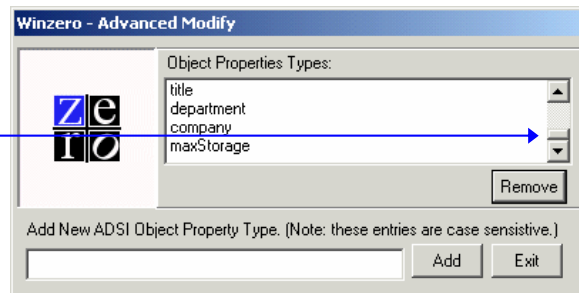 Winzero - Advanced Modify
Object Properties Types:
title
department
company
maxStorage
ze
ro
Remove
Add New ADSI Object Property Type. (Note: these entries are case sensistive.)
Add
Exit